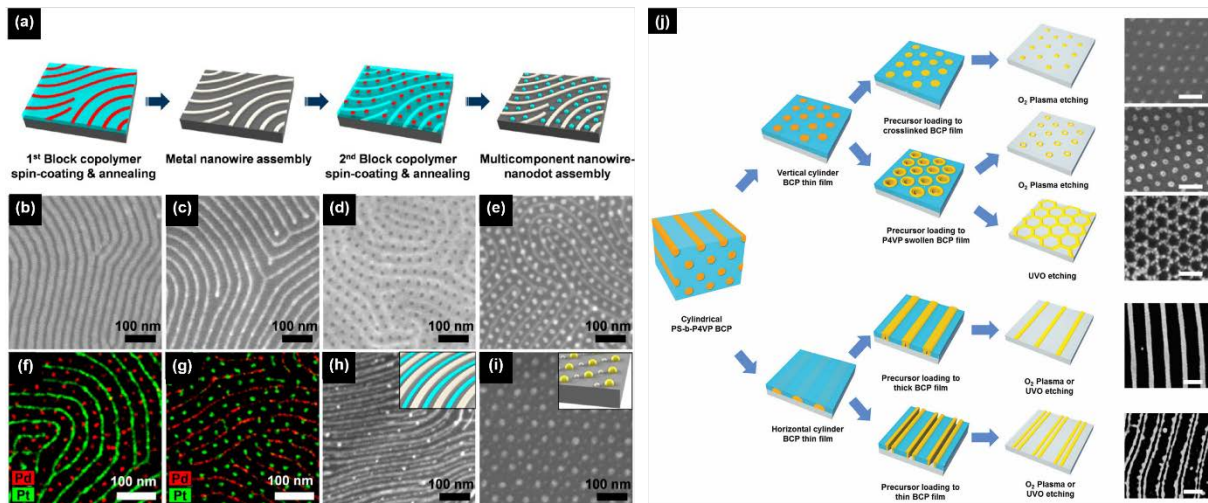 (a)
1st Block copolymer
spin-coating & annealing
Metal nanowire assembly
2nd Block copolymer
spin-coating & annealing
Multicomponent nanowire-
nanodot assembly
(b)
100 nm
(c)
100 nm
(d)
100 nm
(e)
100 nm
(f)
Pd
Pt
100 nm
(g)
Pd
Pt
100 nm
(h)
100 nm
(i)
100 nm
(j)
Cylindrical
PS-b-P4VP BCP
Vertical cylinder
BCP thin film
Precursor loading to
crosslinked BCP film
O2 Plasma etching
Precursor loading to
P4VP swollen BCP film
O2 Plasma etching
UVO etching
Horizontal cylinder
BCP thin film
Precursor loading to
thick BCP film
O2 Plasma or
UVO etching
Precursor loading to
thin BCP film
O2 Plasma or
UVO etching